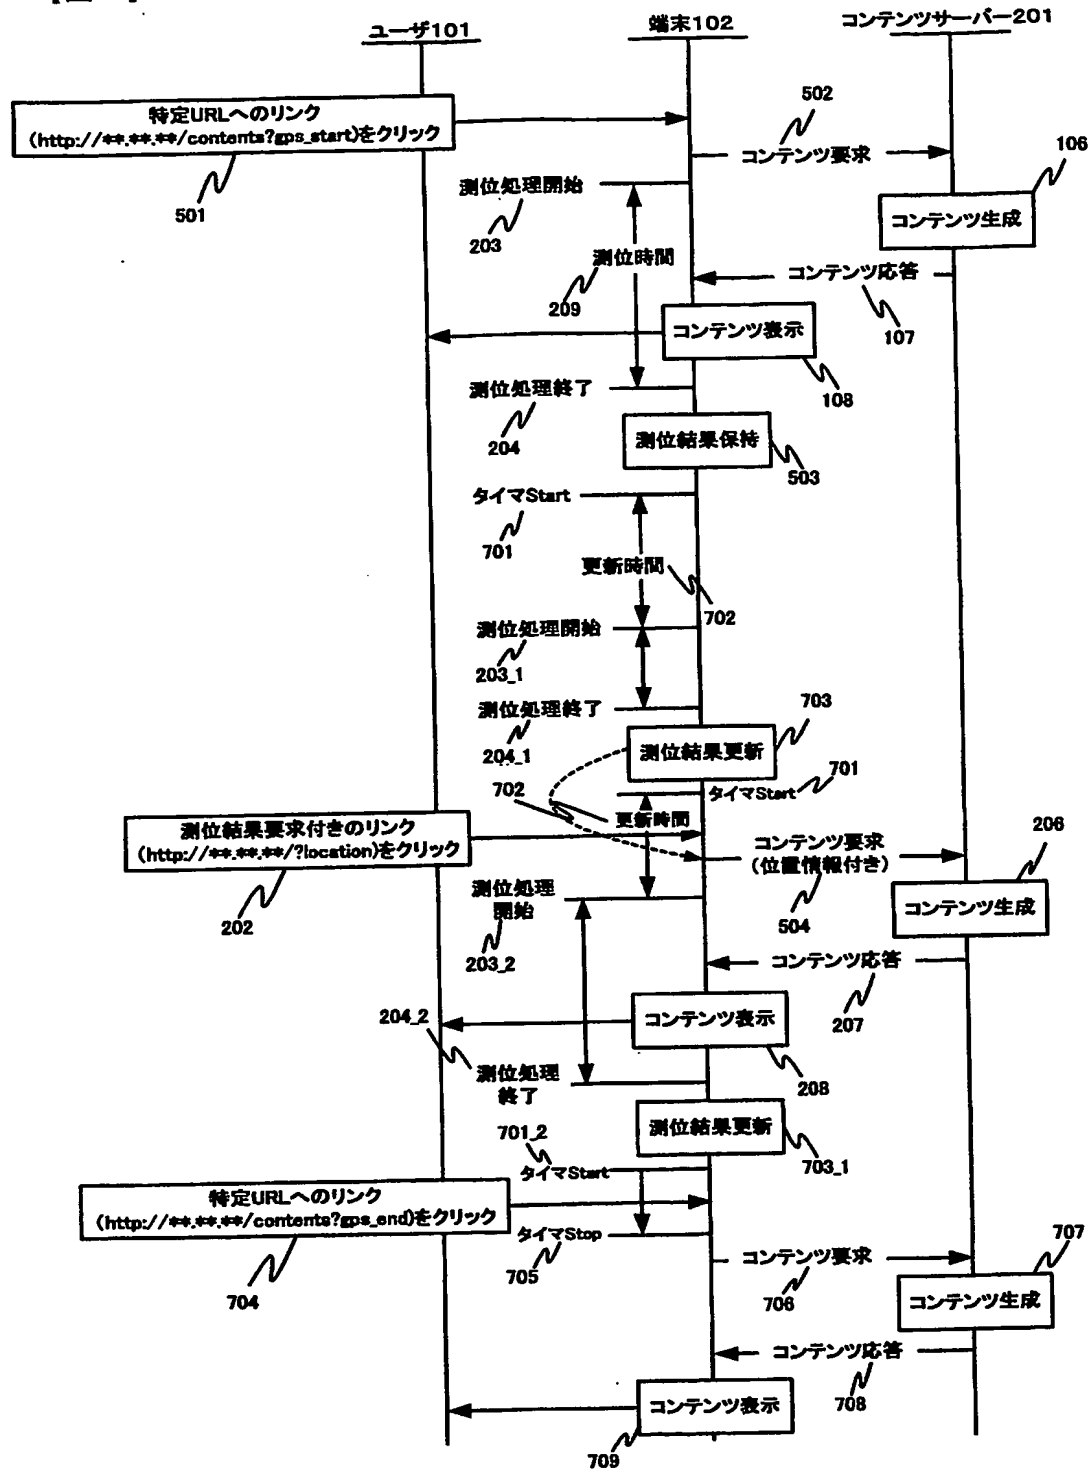 ユーザ101
端末102
コンテンツサーバー201
特定URLへのリンク
(http://**.**.**/contents?gps_start)をクリック
501
502
コンテンツ要求
106
測位処理開始
203
コンテンツ生成
測位時間
209
コンテンツ応答
107
コンテンツ表示
108
測位処理終了
204
測位結果保持
503
タイマStart
701
更新時間
702
測位処理開始
203_1
測位処理終了
204_1
703
測位結果更新
702
701
タイマStart
更新時間
測位結果要求付きのリンク
(http://**.**.**/?location)をクリック
202
コンテンツ要求
(位置情報付き)
504
206
コンテンツ生成
測位処理
開始
203_2
コンテンツ応答
207
コンテンツ表示
208
204_2
測位処理
終了
測位結果更新
703_1
701_2
タイマStart
特定URLへのリンク
(http://**.**.**/contents?gps_end)をクリック
704
タイマStop
705
コンテンツ要求
706
707
コンテンツ生成
コンテンツ応答
708
コンテンツ表示
709